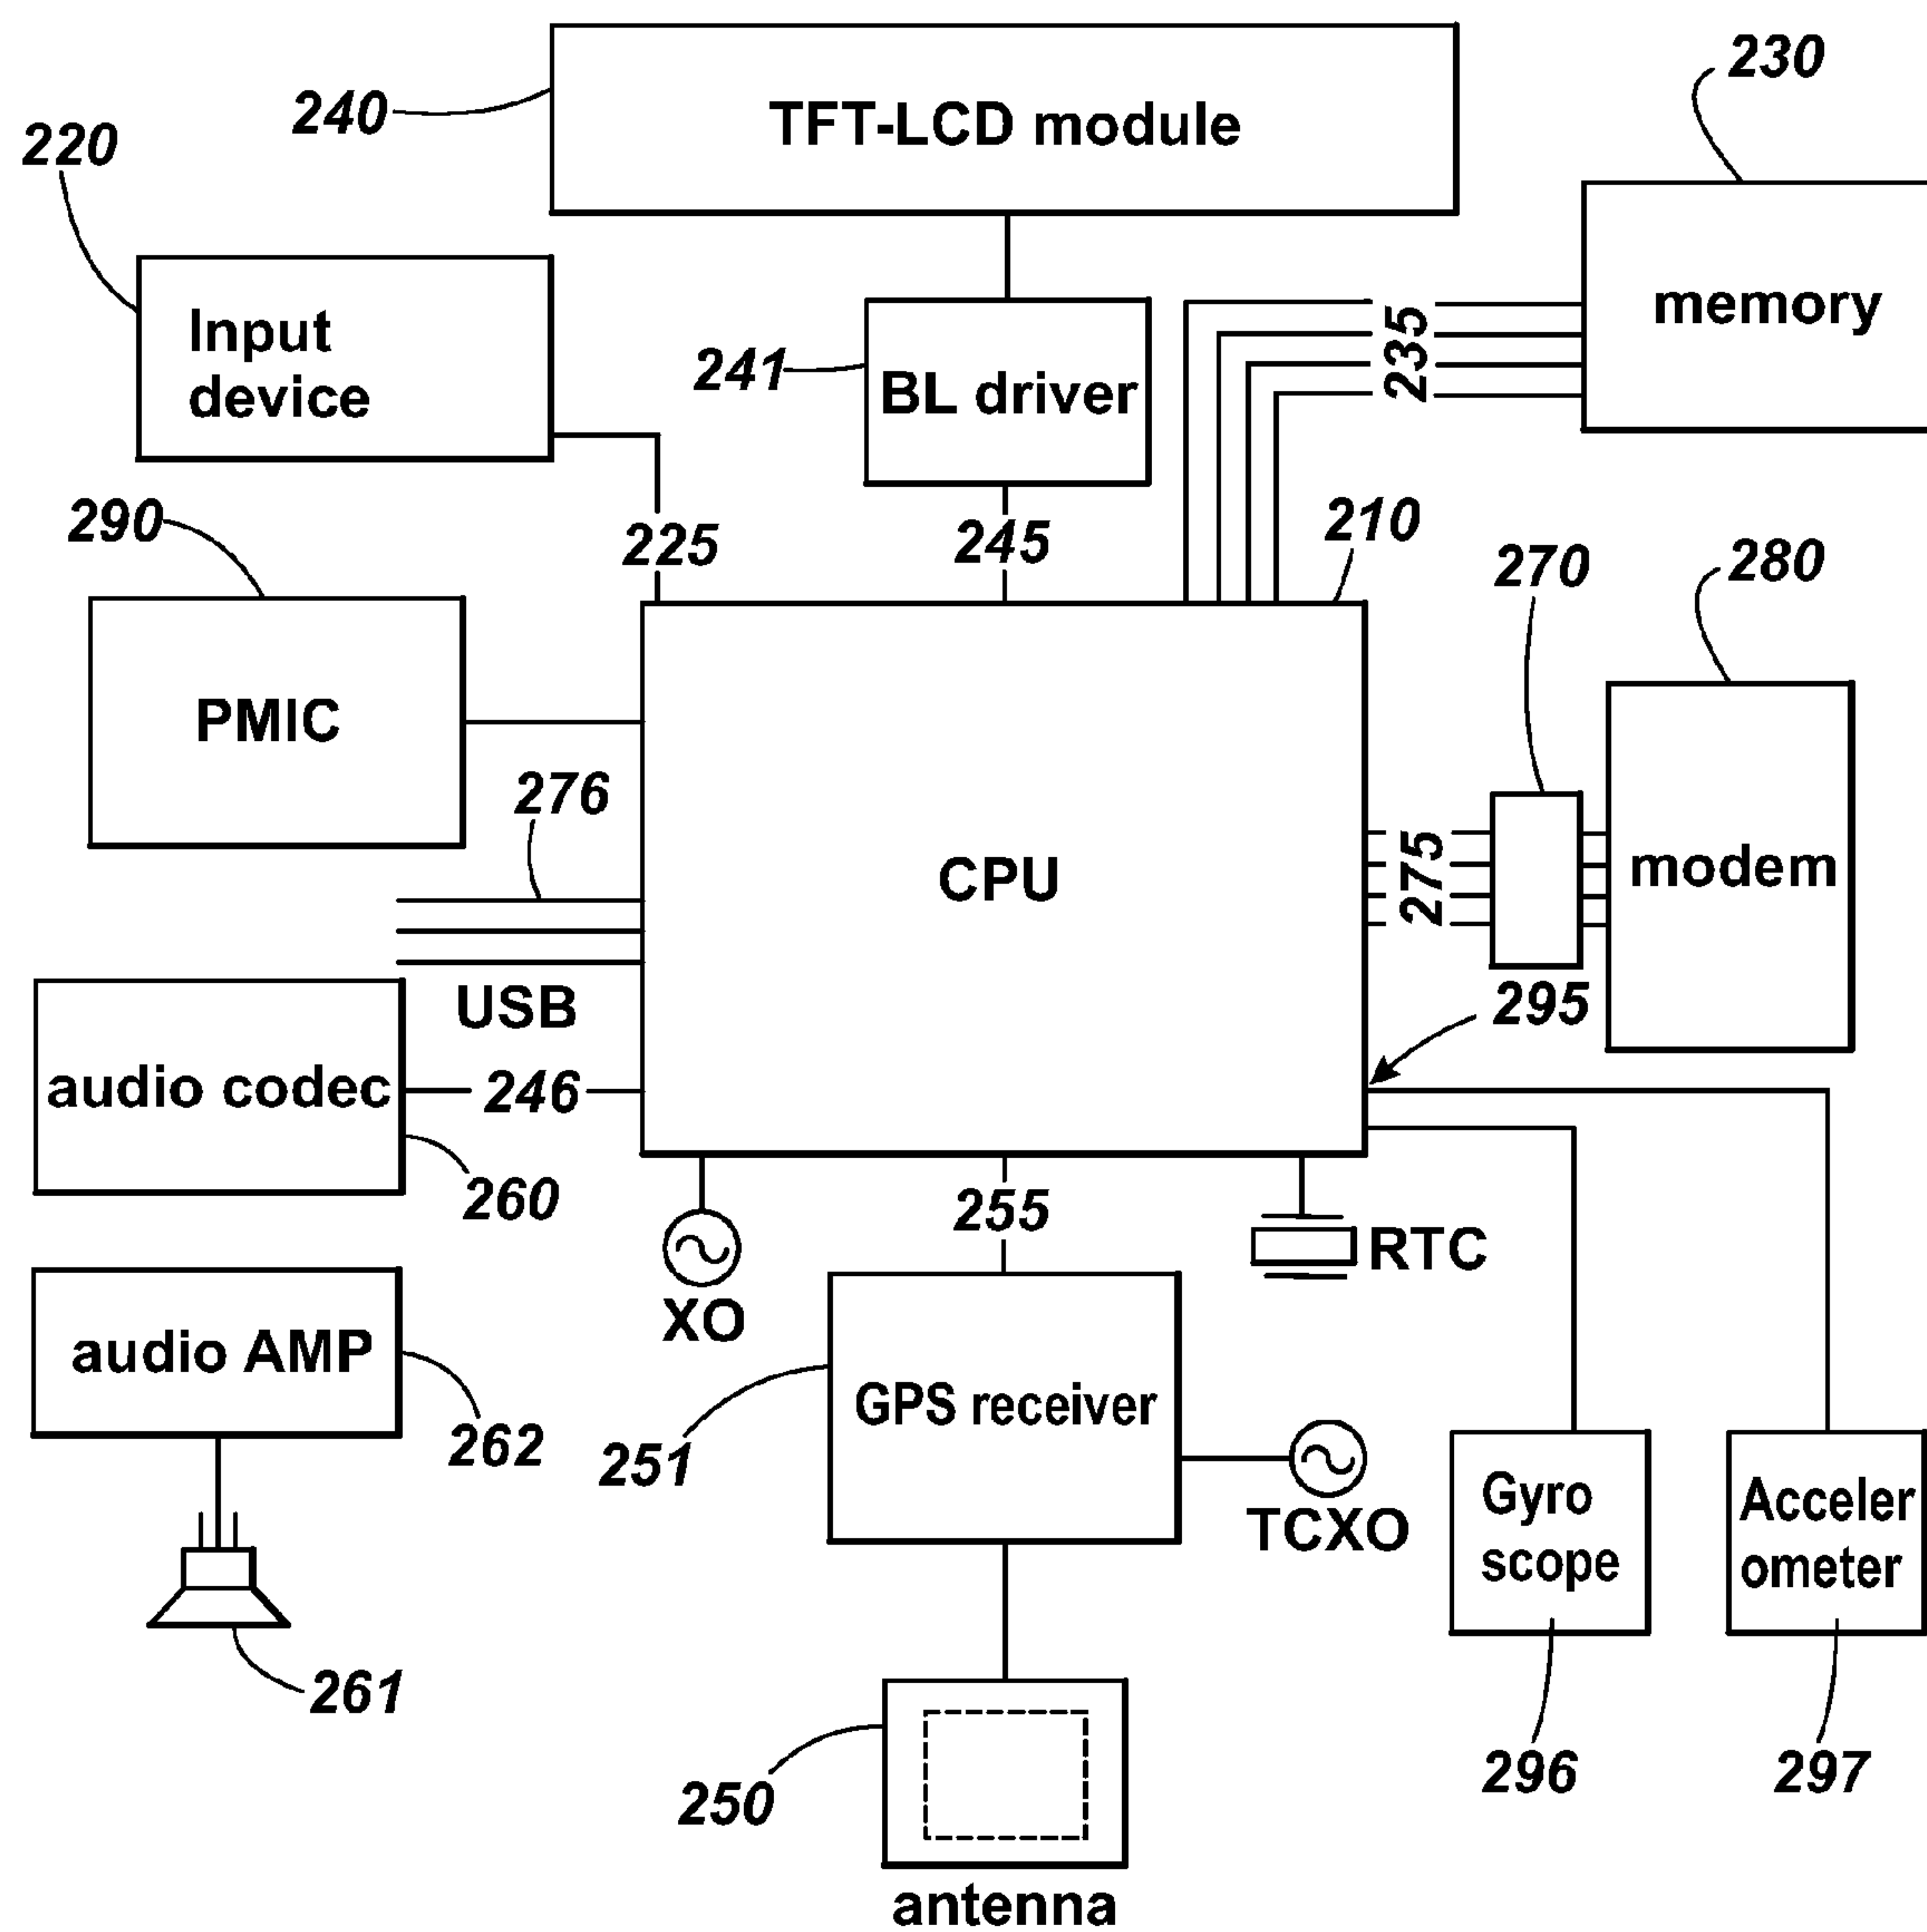 230
240
TFT-LCD module
220
memory
Input
device
235
241
BL driver
290
225
245
210
270
280
PMIC
276
CPU
275
modem
USB
295
audio codec
246
260
255
RTC
XO
audio AMP
262
251
GPS receiver
TCXO
Gyro
scope
Acceler
ometer
261
250
296
297
antenna